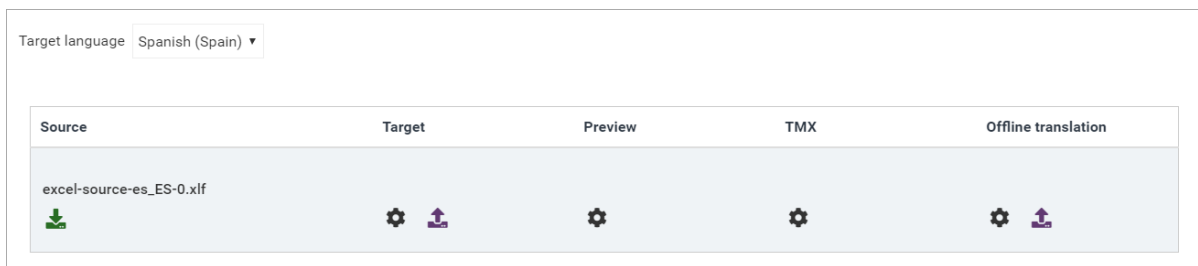 Target language Spanish (Spain)
Source Target Preview TMX Offline translation
excel-source-es_ES-0.xlf